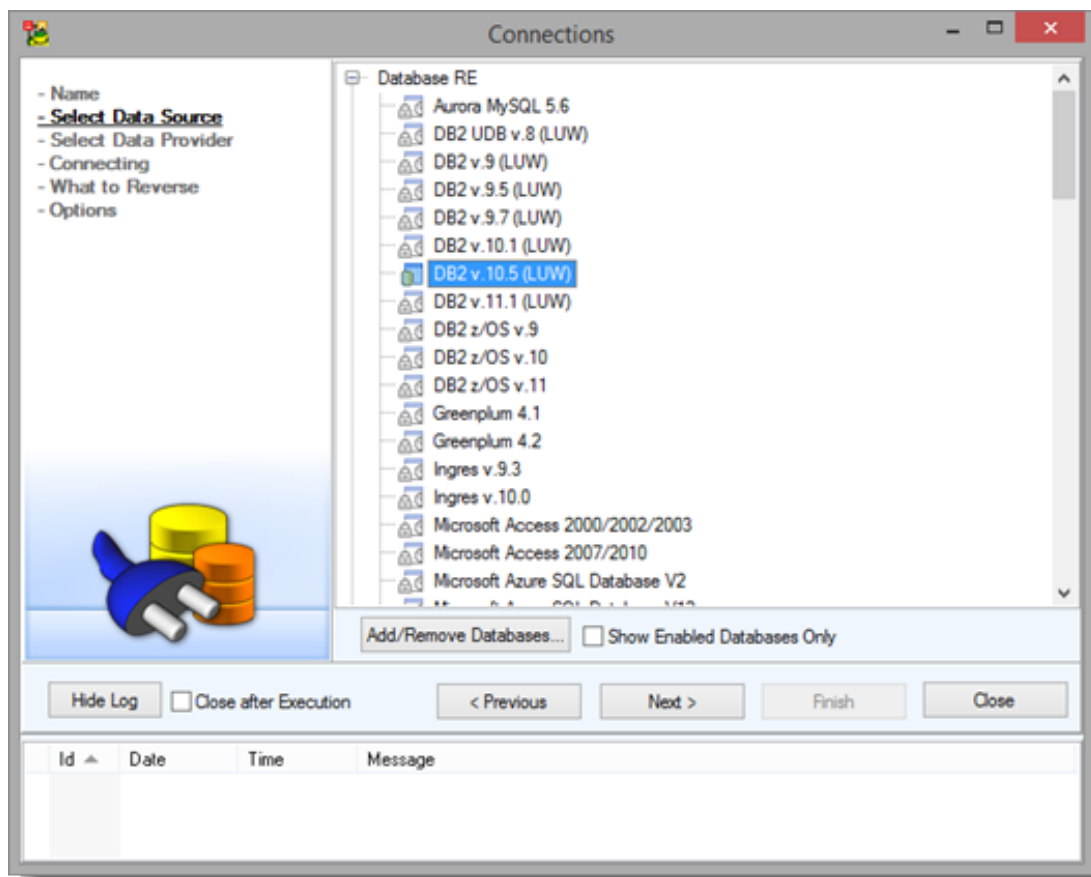 Connections
- Name
- Select Data Source
- Select Data Provider
- Connecting
- What to Reverse
- Options
Database RE
Aurora MySQL 5.6
DB2 UDB v.8 (LUW)
DB2 v.9 (LUW)
DB2 v.9.5 (LUW)
DB2 v.9.7 (LUW)
DB2 v.10.1 (LUW)
DB2 v.10.5 (LUW)
DB2 v.11.1 (LUW)
DB2 z/OS v.9
DB2 z/OS v.10
DB2 z/OS v.11
Greenplum 4.1
Greenplum 4.2
Ingres v.9.3
Ingres v.10.0
Microsoft Access 2000/2002/2003
Microsoft Access 2007/2010
Microsoft Azure SQL Database V2
Add/Remove Databases... Show Enabled Databases Only
Hide Log Close after Execution < Previous Next > Finish Close
Id Date Time Message